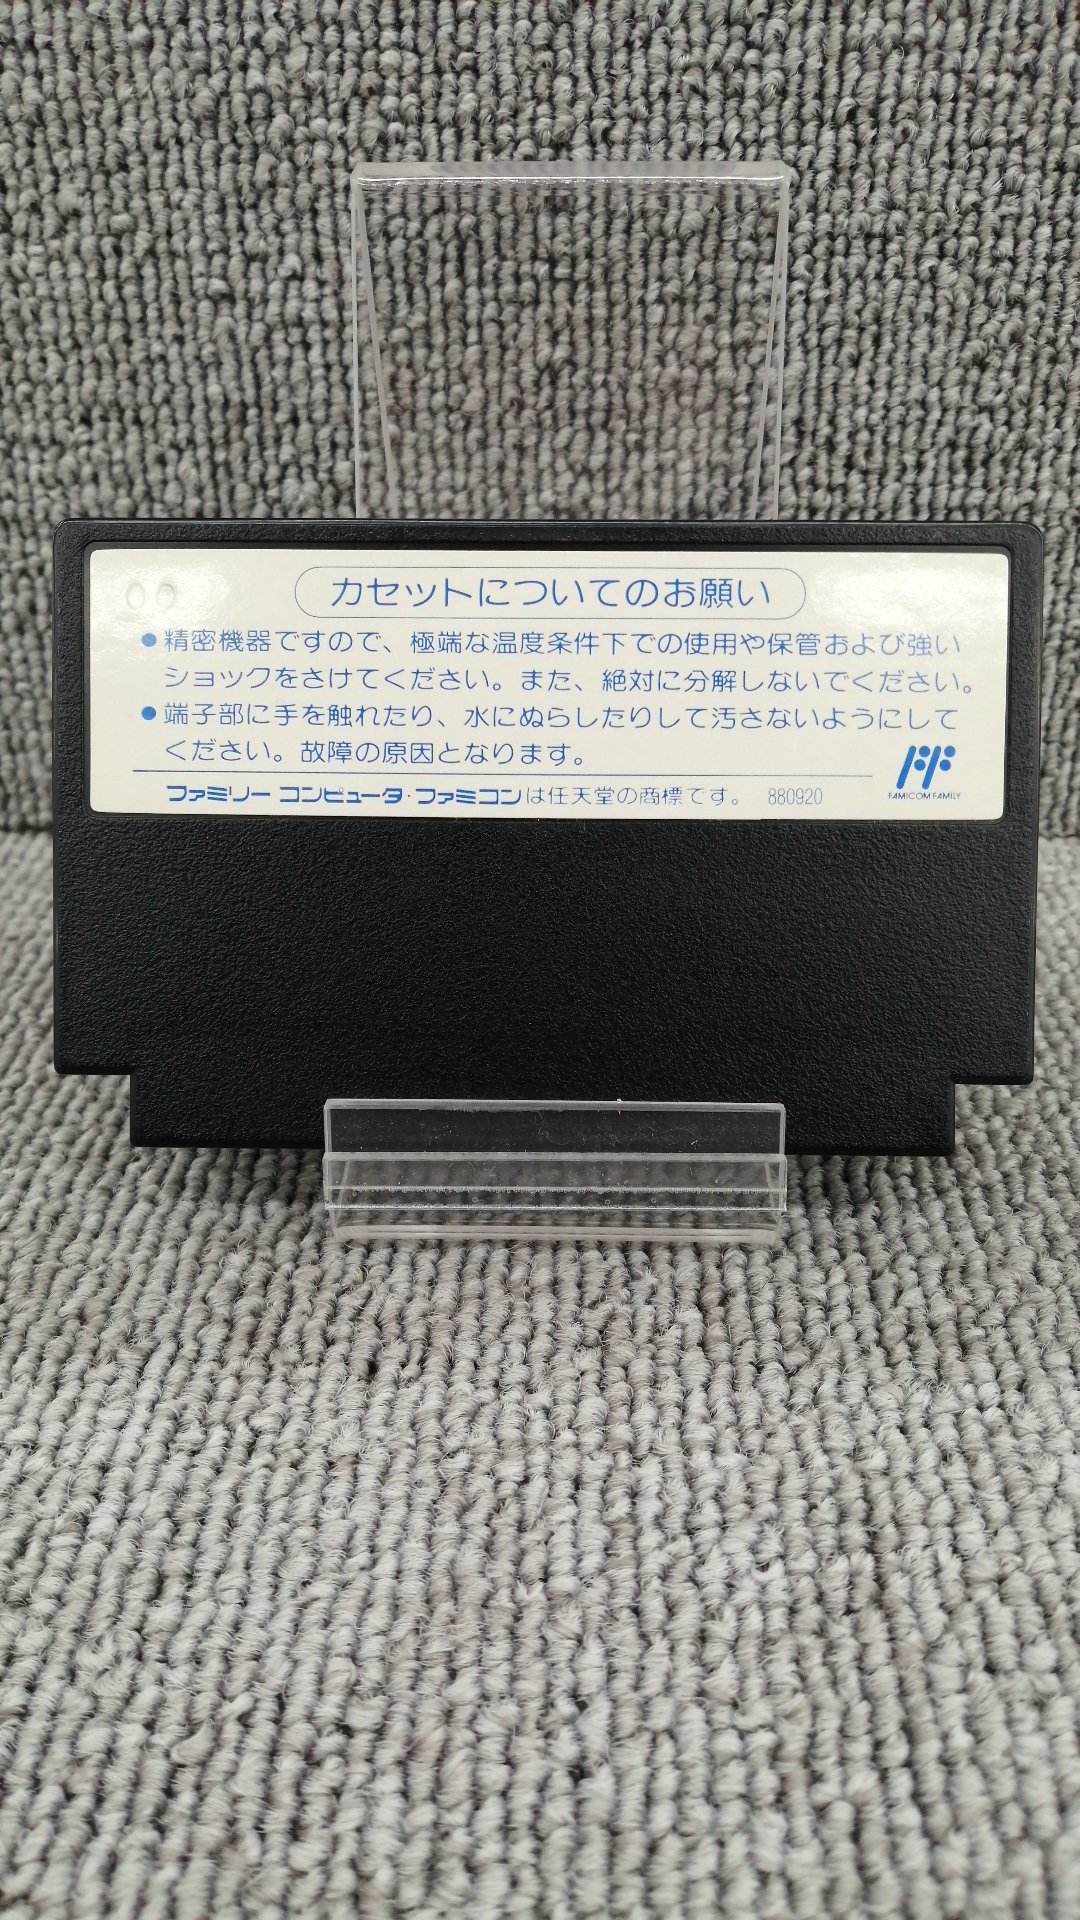 カセットについてのお願い
●精密機器ですので、極端な温度条件下での使用や保管および強い
ショックをさけてください。また、絶対に分解しないでください。
●端子部に手を触れたり、水にぬらしたりして汚さないようにして
ください。故障の原因となります。
ファミリーコンピュータ・ファミコンは任天堂の商標です。 880920
FAMICOM FAMILY